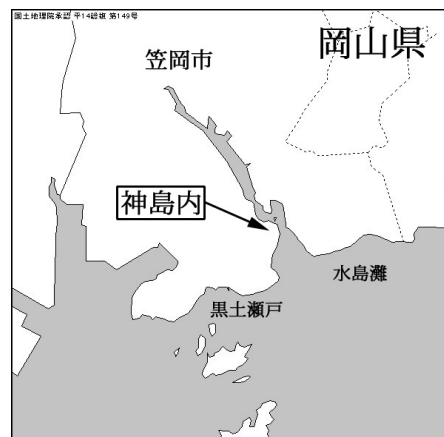 国土地理院承認 平14総複 第149号
岡山県
笠岡市
神島内
水島灘
黒土瀬戸